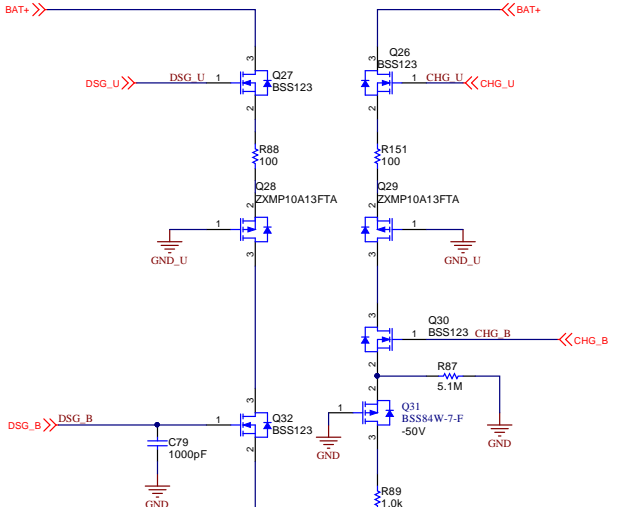 BAT+
BAT+
3
3
Q26
BSS123
Q27
BSS123
DSG_U
DSG_U
1
1
CHG_U
CHG_U
2
2
R88
100
R151
100
Q28
ZXMP10A13FTA
Q29
ZXMP10A13FTA
2
2
1
1
GND_U
GND_U
3
3
3
Q30
BSS123
1
CHG_B
CHG_B
2
R87
5.1M
2
3
DSG_B
DSG_B
1
Q32
BSS123
1
Q31
BSS84W-7-F
-50V
GND
C79
1000pF
2
3
GND
GND
R89
1.0k